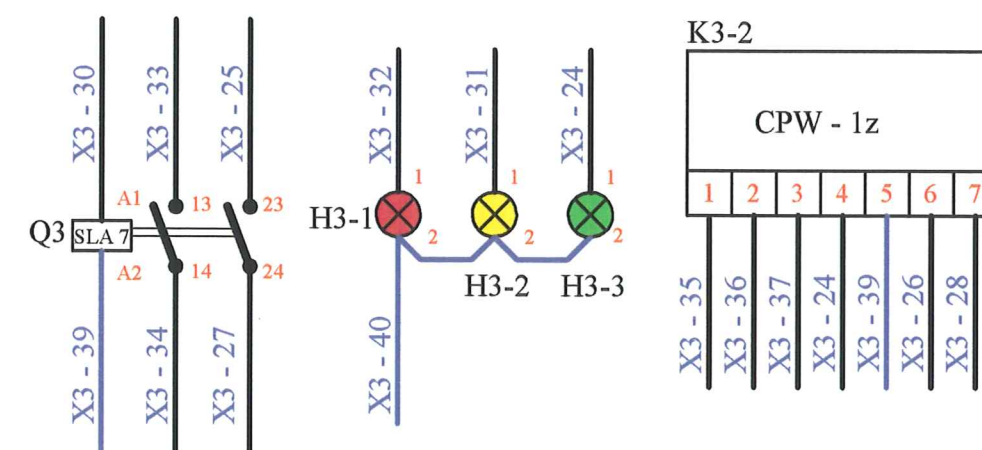 X3 - 30
X3 - 33
X3 - 25
A1
13
23
Q3
SLA 7
A2
14
24
X3 - 39
X3 - 34
X3 - 27
X3 - 32
X3 - 31
X3 - 24
1
1
1
H3-1
2
2
2
H3-2
H3-3
X3 - 40
K3-2
CPW - 1z
1 2 3 4 5 6 7
X3 - 35
X3 - 36
X3 - 37
X3 - 24
X3 - 39
X3 - 26
X3 - 28